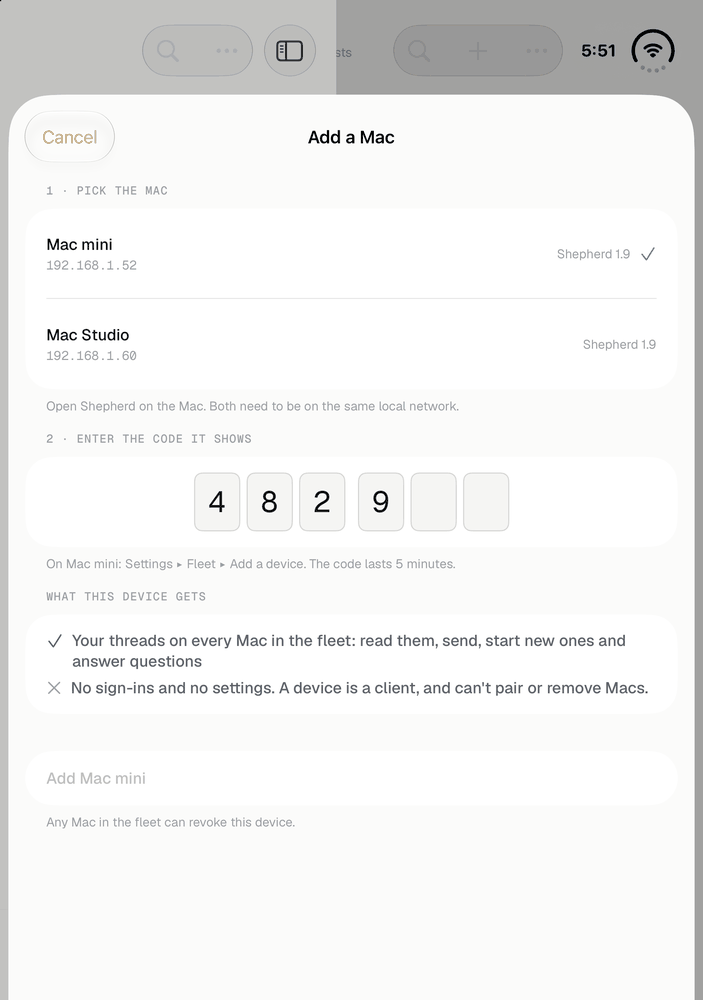 sts
5:51
Cancel
Add a Mac
1 · PICK THE MAC
Mac mini
192.168.1.52
Shepherd 1.9
Mac Studio
192.168.1.60
Shepherd 1.9
Open Shepherd on the Mac. Both need to be on the same local network.
2 · ENTER THE CODE IT SHOWS
4 8 2 9
On Mac mini: Settings ▸ Fleet ▸ Add a device. The code lasts 5 minutes.
WHAT THIS DEVICE GETS
Your threads on every Mac in the fleet: read them, send, start new ones and
answer questions
No sign-ins and no settings. A device is a client, and can't pair or remove Macs.
Add Mac mini
Any Mac in the fleet can revoke this device.